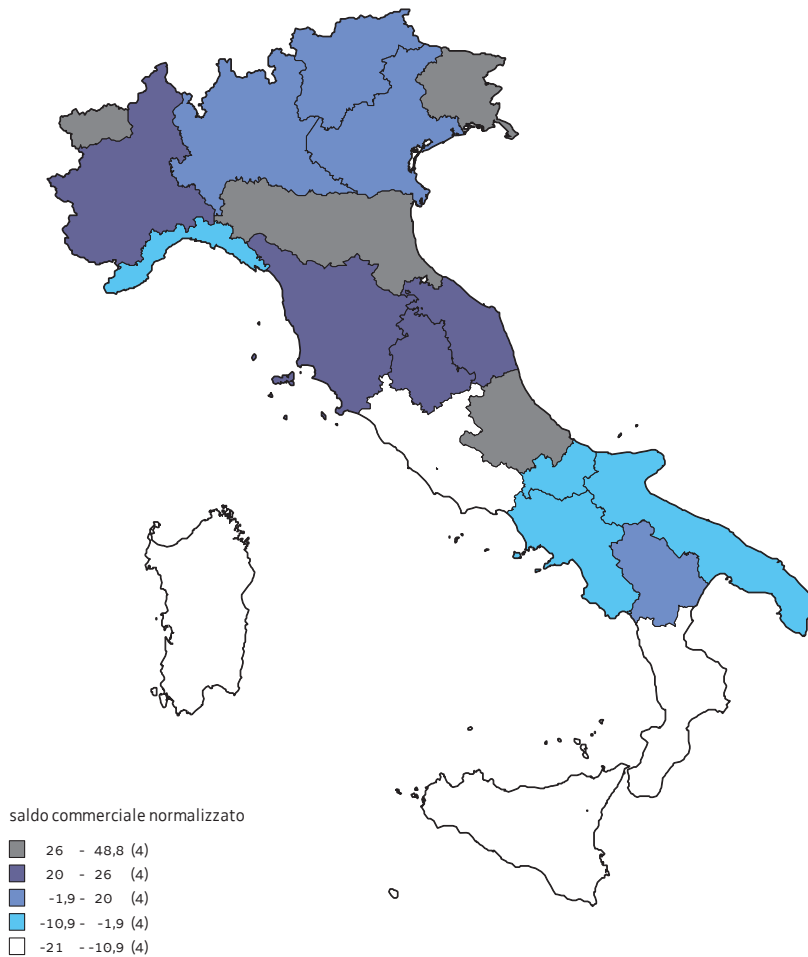 saldo commerciale normalizzato
26 - 48,8 (4)
20 - 26 (4)
-1,9 - 20 (4)
-10,9 - -1,9 (4)
-21 - -10,9 (4)